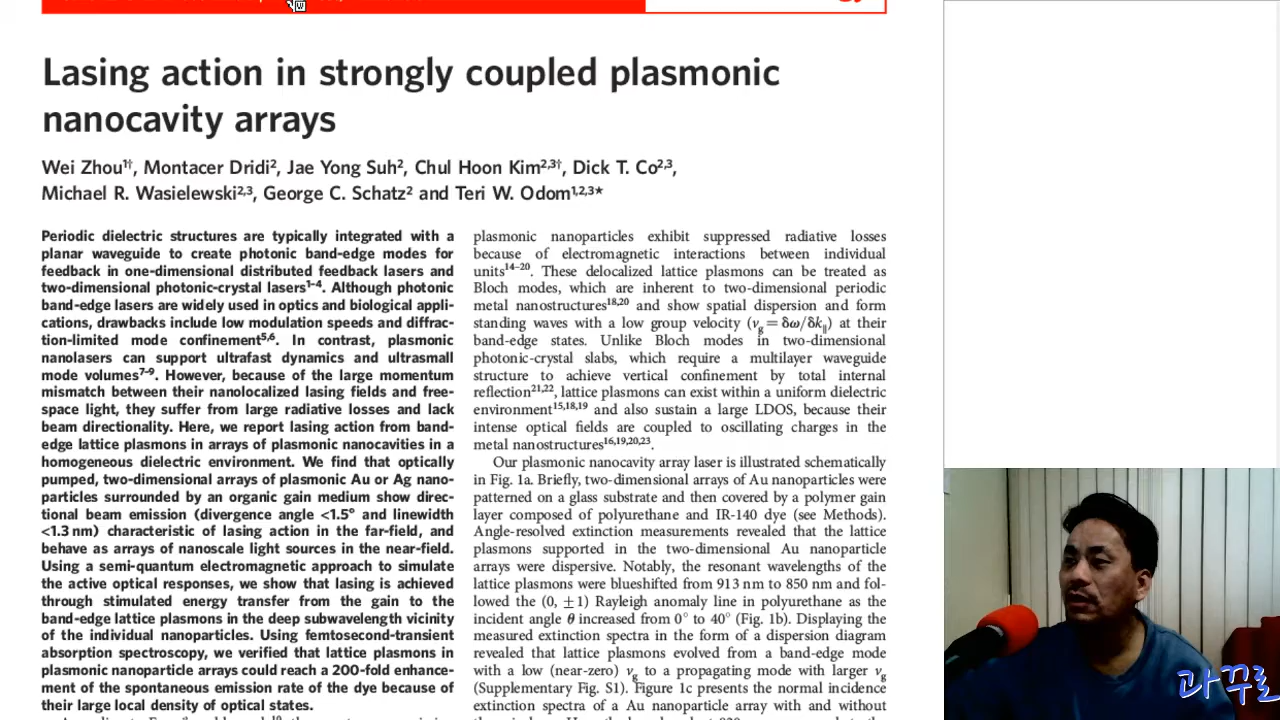 Lasing action in strongly coupled plasmonic
nanocavity arrays
Wei Zhou¹†, Montacer Dridi², Jae Yong Suh², Chul Hoon Kim²,³†, Dick T. Co²,³,
Michael R. Wasielewski²,³, George C. Schatz² and Teri W. Odom¹,²,³*
Periodic dielectric structures are typically integrated with a
planar waveguide to create photonic band-edge modes for
feedback in one-dimensional distributed feedback lasers and
two-dimensional photonic-crystal lasers¹⁻⁴. Although photonic
band-edge lasers are widely used in optics and biological appli-
cations, drawbacks include low modulation speeds and diffrac-
tion-limited mode confinement⁵,⁶. In contrast, plasmonic
nanolasers can support ultrafast dynamics and ultrasmall
mode volumes⁷⁻⁹. However, because of the large momentum
mismatch between their nanolocalized lasing fields and free-
space light, they suffer from large radiative losses and lack
beam directionality. Here, we report lasing action from band-
edge lattice plasmons in arrays of plasmonic nanocavities in a
homogeneous dielectric environment. We find that optically
pumped, two-dimensional arrays of plasmonic Au or Ag nano-
particles surrounded by an organic gain medium show direc-
tional beam emission (divergence angle <1.5° and linewidth
<1.3 nm) characteristic of lasing action in the far-field, and
behave as arrays of nanoscale light sources in the near-field.
Using a semi-quantum electromagnetic approach to simulate
the active optical responses, we show that lasing is achieved
through stimulated energy transfer from the gain to the
band-edge lattice plasmons in the deep subwavelength vicinity
of the individual nanoparticles. Using femtosecond-transient
absorption spectroscopy, we verified that lattice plasmons in
plasmonic nanoparticle arrays could reach a 200-fold enhance-
ment of the spontaneous emission rate of the dye because of
their large local density of optical states.
plasmonic nanoparticles exhibit suppressed radiative losses
because of electromagnetic interactions between individual
units¹⁴⁻²⁰. These delocalized lattice plasmons can be treated as
Bloch modes, which are inherent to two-dimensional periodic
metal nanostructures¹⁸,²⁰ and show spatial dispersion and form
standing waves with a low group velocity (vg = δω/δk∥) at their
band-edge states. Unlike Bloch modes in two-dimensional
photonic-crystal slabs, which require a multilayer waveguide
structure to achieve vertical confinement by total internal
reflection²¹,²², lattice plasmons can exist within a uniform dielectric
environment¹⁵,¹⁸,¹⁹ and also sustain a large LDOS, because their
intense optical fields are coupled to oscillating charges in the
metal nanostructures¹⁶,¹⁹,²⁰,²³.
Our plasmonic nanocavity array laser is illustrated schematically
in Fig. 1a. Briefly, two-dimensional arrays of Au nanoparticles were
patterned on a glass substrate and then covered by a polymer gain
layer composed of polyurethane and IR-140 dye (see Methods).
Angle-resolved extinction measurements revealed that the lattice
plasmons supported in the two-dimensional Au nanoparticle
arrays were dispersive. Notably, the resonant wavelengths of the
lattice plasmons were blueshifted from 913 nm to 850 nm and fol-
lowed the (0, ±1) Rayleigh anomaly line in polyurethane as the
incident angle θ increased from 0° to 40° (Fig. 1b). Displaying the
measured extinction spectra in the form of a dispersion diagram
revealed that lattice plasmons evolved from a band-edge mode
with a low (near-zero) vg to a propagating mode with larger vg
(Supplementary Fig. S1). Figure 1c presents the normal incidence
extinction spectra of a Au nanoparticle array with and without
과꾸로